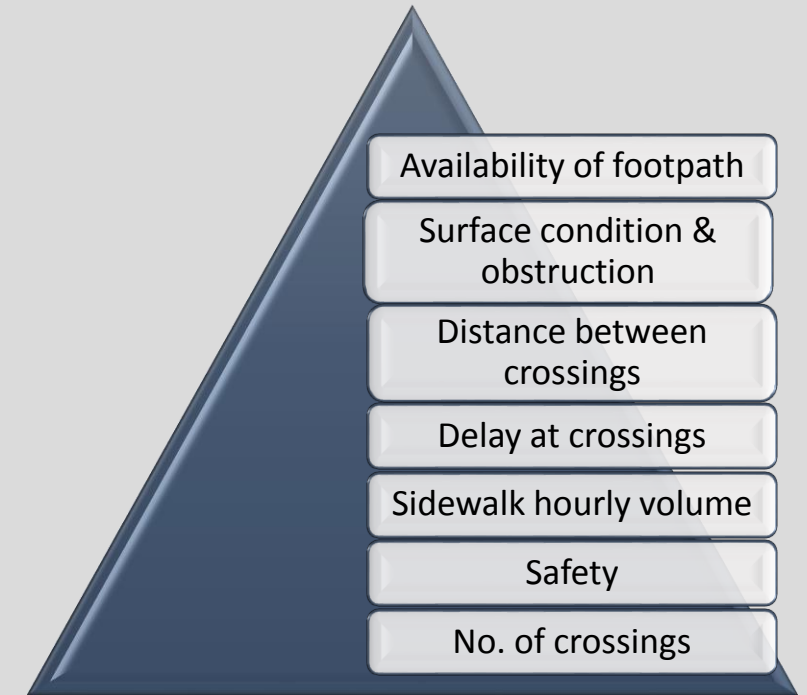 Availability of footpath
Surface condition &
obstruction
Distance between
crossings
Delay at crossings
Sidewalk hourly volume
Safety
No. of crossings